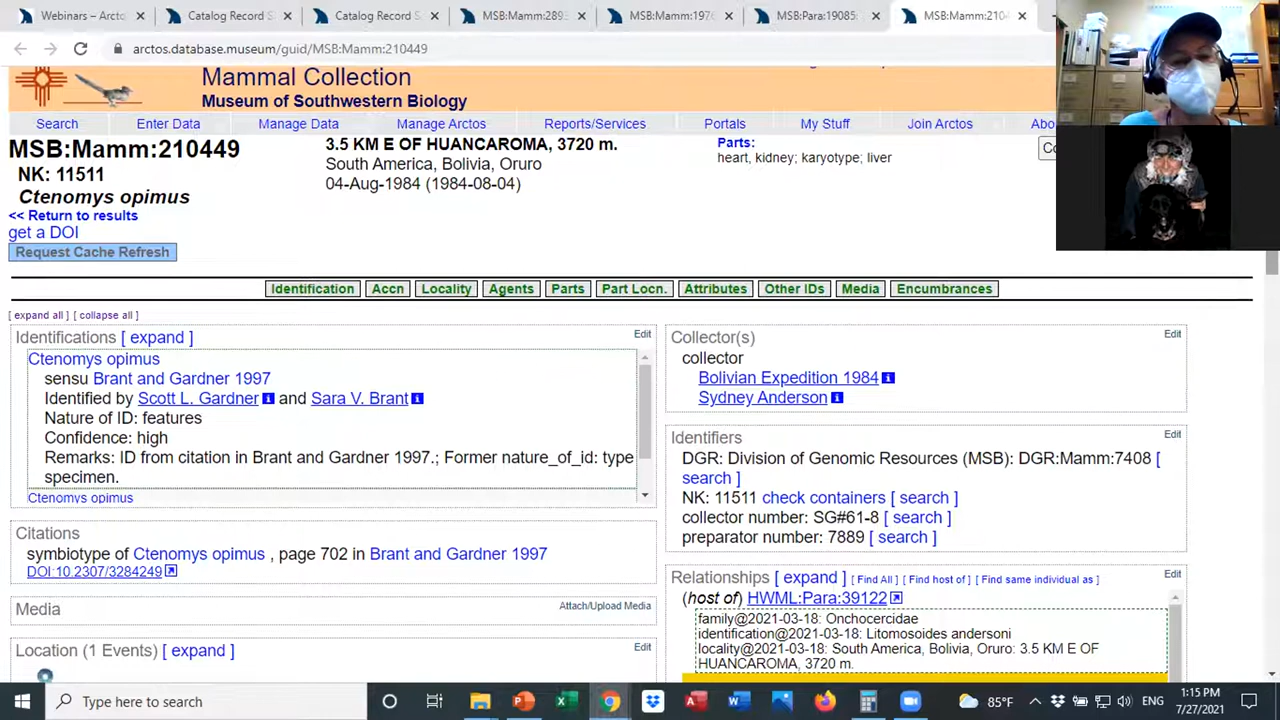 Webinars – Arcto
Catalog Record S
Catalog Record S
MSB:Mamm:289
MSB:Mamm:197
MSB:Para:19085:
MSB:Mamm:210
arctos.database.museum/guid/MSB:Mamm:210449
Mammal Collection
Museum of Southwestern Biology
Search Enter Data Manage Data Manage Arctos Reports/Services Portals My Stuff Join Arctos Abo
MSB:Mamm:210449
NK: 11511
Ctenomys opimus
<< Return to results
get a DOI
Request Cache Refresh
3.5 KM E OF HUANCAROMA, 3720 m.
South America, Bolivia, Oruro
04-Aug-1984 (1984-08-04)
Parts:
heart, kidney; karyotype; liver
Co
Identification Accn Locality Agents Parts Part Locn. Attributes Other IDs Media Encumbrances
[ expand all ] [ collapse all ]
Identifications [ expand ] Edit
Ctenomys opimus
sensu Brant and Gardner 1997
Identified by Scott L. Gardner i and Sara V. Brant i
Nature of ID: features
Confidence: high
Remarks: ID from citation in Brant and Gardner 1997.; Former nature_of_id: type
specimen.
Ctenomys opimus
Citations
symbiotype of Ctenomys opimus , page 702 in Brant and Gardner 1997
DOI:10.2307/3284249
Media Attach/Upload Media
Location (1 Events) [ expand ] Edit
Collector(s) Edit
collector
Bolivian Expedition 1984 i
Sydney Anderson i
Identifiers Edit
DGR: Division of Genomic Resources (MSB): DGR:Mamm:7408 [
search ]
NK: 11511 check containers [ search ]
collector number: SG#61-8 [ search ]
preparator number: 7889 [ search ]
Relationships [ expand ] [ Find All ] [ Find host of ] [ Find same individual as ] Edit
(host of) HWML:Para:39122
family@2021-03-18: Onchocercidae
identification@2021-03-18: Litomosoides andersoni
locality@2021-03-18: South America, Bolivia, Oruro: 3.5 KM E OF
HUANCAROMA, 3720 m.
Type here to search
85°F
ENG
1:15 PM
7/27/2021